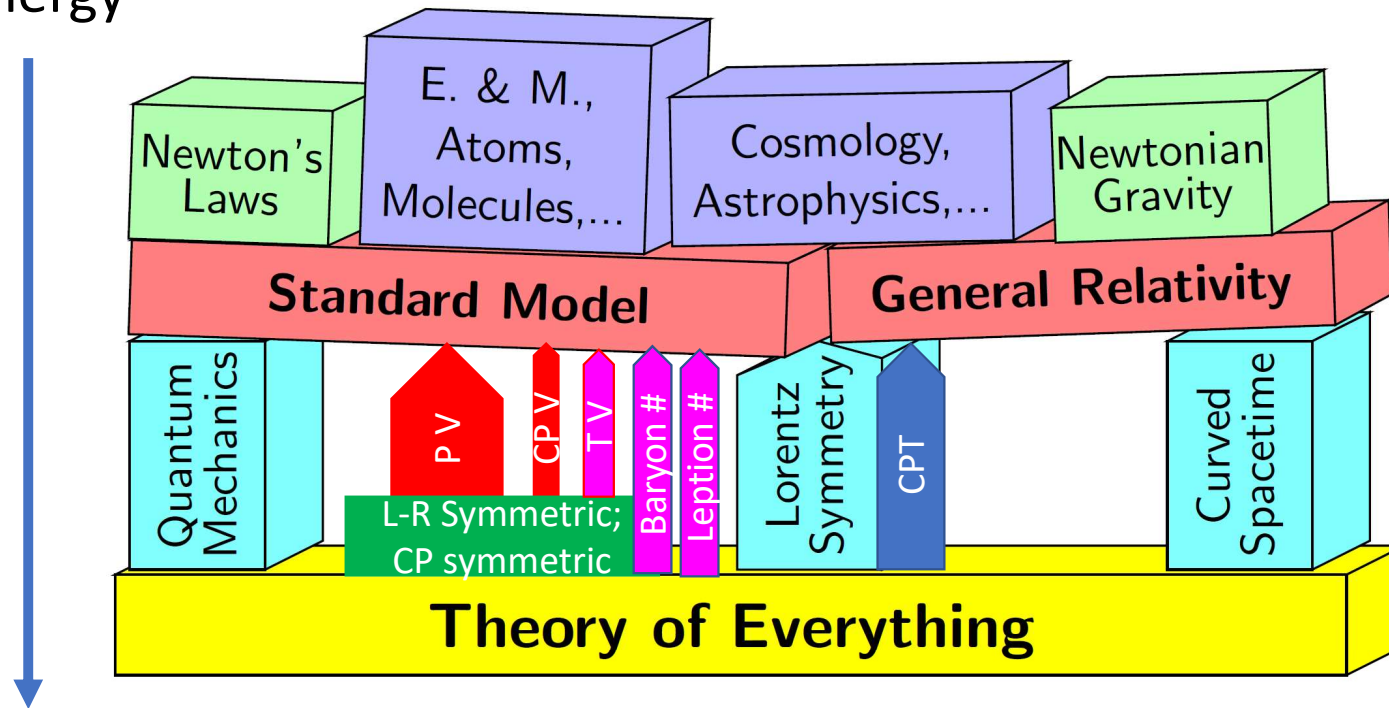 nergy
E. & M.,
Atoms,
Molecules,...
Newton's
Laws
Cosmology,
Astrophysics,...
Newtonian
Gravity
Standard Model
General Relativity
Quantum
Mechanics
P V
CP V
T V
Baryon #
Leption #
Lorentz
Symmetry
CPT
Curved
Spacetime
L-R Symmetric;
CP symmetric
Theory of Everything